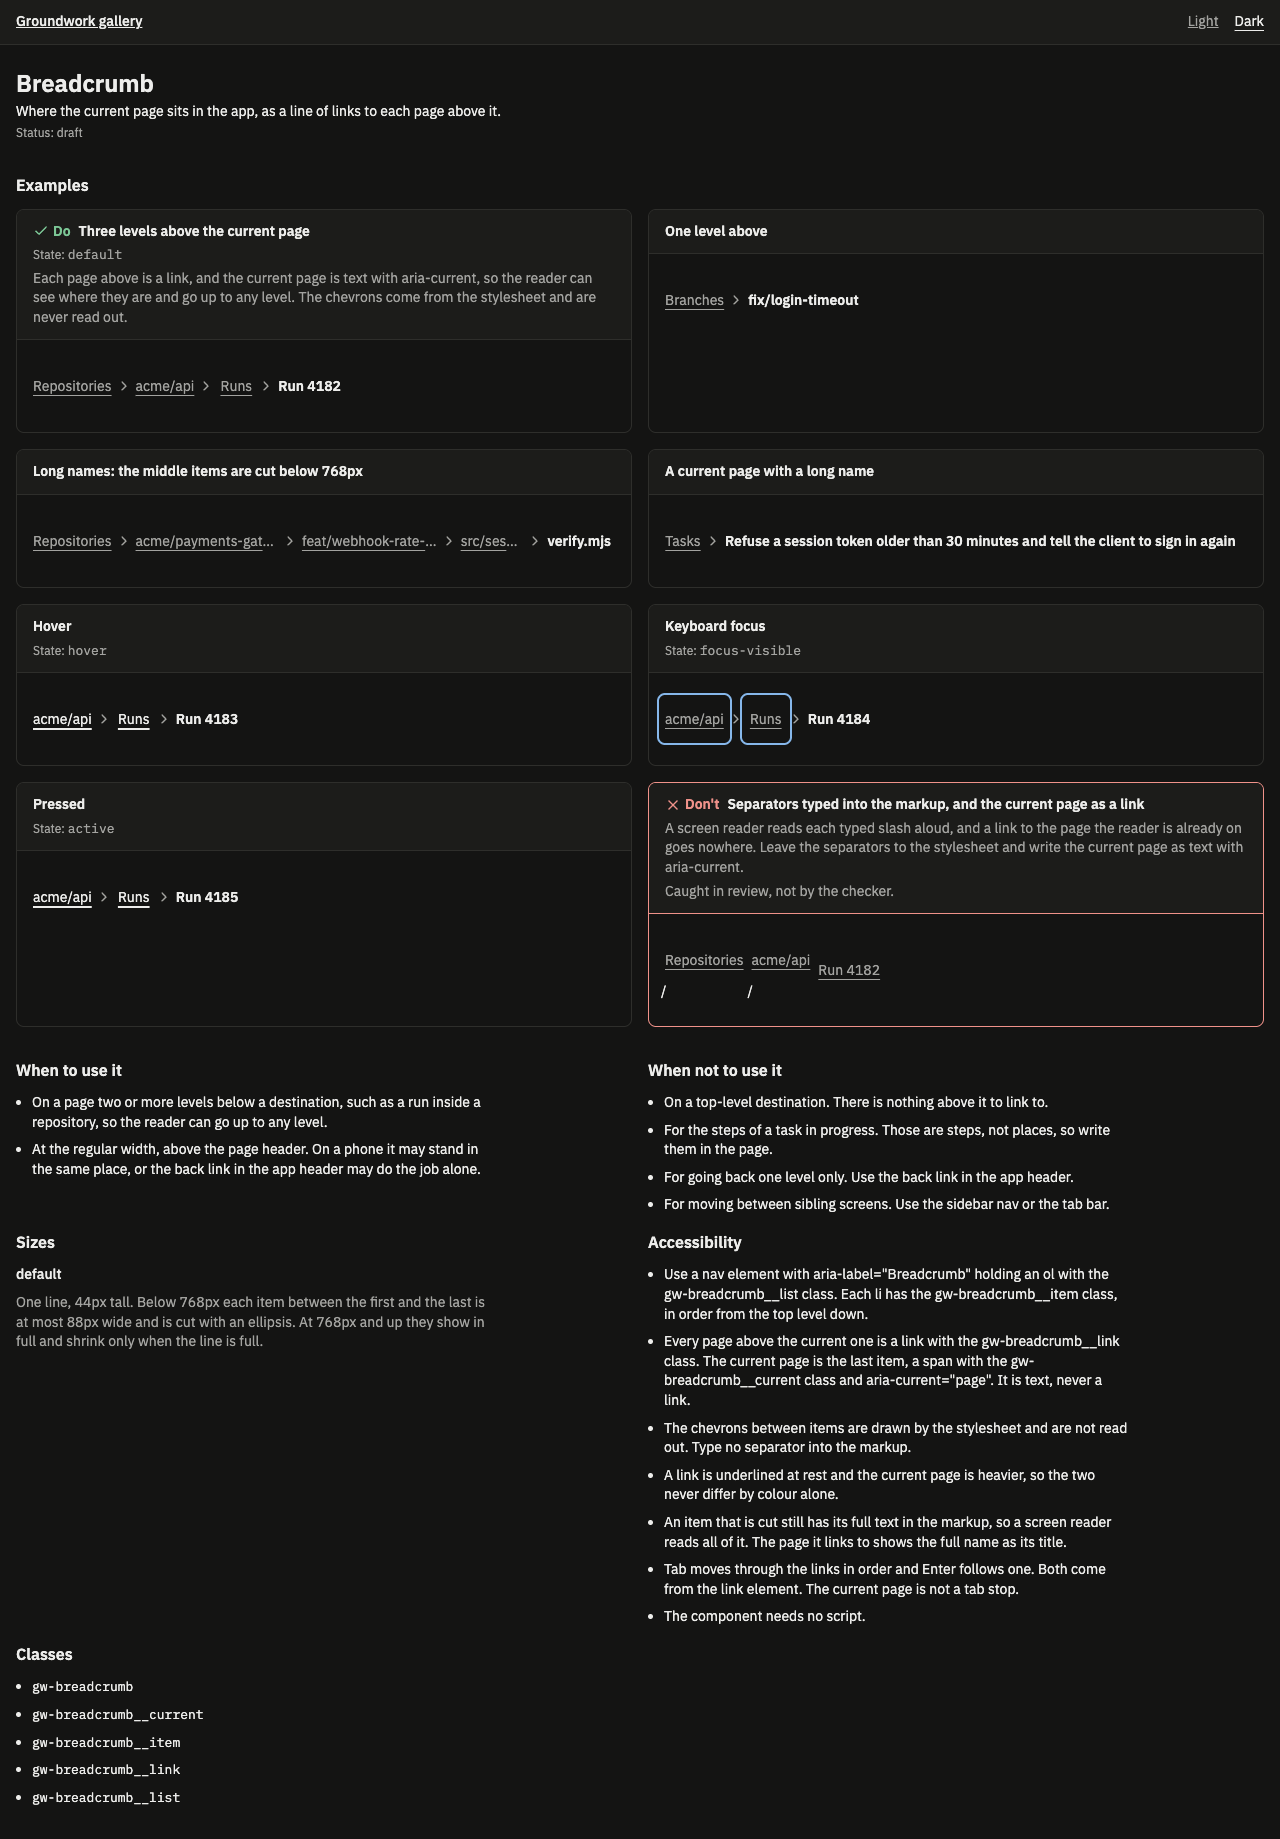 Groundwork gallery
Light Dark
Breadcrumb
Where the current page sits in the app, as a line of links to each page above it.
Status: draft
Examples
Do Three levels above the current page
State: default
Each page above is a link, and the current page is text with aria-current, so the reader can
see where they are and go up to any level. The chevrons come from the stylesheet and are
never read out.
Repositories > acme/api > Runs > Run 4182
One level above
Branches > fix/login-timeout
Long names: the middle items are cut below 768px
Repositories > acme/payments-gat... > feat/webhook-rate-... > src/ses... > verify.mjs
A current page with a long name
Tasks > Refuse a session token older than 30 minutes and tell the client to sign in again
Hover
State: hover
acme/api > Runs > Run 4183
Keyboard focus
State: focus-visible
acme/api > Runs > Run 4184
Pressed
State: active
acme/api > Runs > Run 4185
Don't Separators typed into the markup, and the current page as a link
A screen reader reads each typed slash aloud, and a link to the page the reader is already on
goes nowhere. Leave the separators to the stylesheet and write the current page as text with
aria-current.
Caught in review, not by the checker.
Repositories acme/api Run 4182
/ /
When to use it
• On a page two or more levels below a destination, such as a run inside a
repository, so the reader can go up to any level.
• At the regular width, above the page header. On a phone it may stand in
the same place, or the back link in the app header may do the job alone.
When not to use it
• On a top-level destination. There is nothing above it to link to.
• For the steps of a task in progress. Those are steps, not places, so write
them in the page.
• For going back one level only. Use the back link in the app header.
• For moving between sibling screens. Use the sidebar nav or the tab bar.
Sizes
default
One line, 44px tall. Below 768px each item between the first and the last is
at most 88px wide and is cut with an ellipsis. At 768px and up they show in
full and shrink only when the line is full.
Accessibility
• Use a nav element with aria-label="Breadcrumb" holding an ol with the
gw-breadcrumb__list class. Each li has the gw-breadcrumb__item class,
in order from the top level down.
• Every page above the current one is a link with the gw-breadcrumb__link
class. The current page is the last item, a span with the gw-
breadcrumb__current class and aria-current="page". It is text, never a
link.
• The chevrons between items are drawn by the stylesheet and are not read
out. Type no separator into the markup.
• A link is underlined at rest and the current page is heavier, so the two
never differ by colour alone.
• An item that is cut still has its full text in the markup, so a screen reader
reads all of it. The page it links to shows the full name as its title.
• Tab moves through the links in order and Enter follows one. Both come
from the link element. The current page is not a tab stop.
• The component needs no script.
Classes
• gw-breadcrumb
• gw-breadcrumb__current
• gw-breadcrumb__item
• gw-breadcrumb__link
• gw-breadcrumb__list